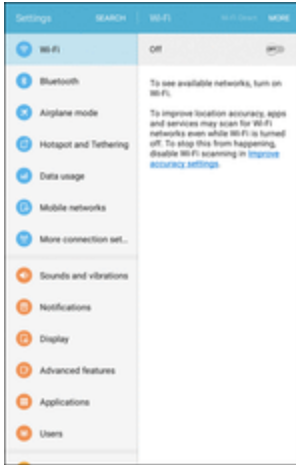 Settings SEARCH
Wi-Fi
Bluetooth
Airplane mode
Hotspot and Tethering
Data usage
Mobile networks
More connection set...
Sounds and vibrations
Notifications
Display
Advanced features
Applications
Users
Wi-Fi Wi-Fi Direct MORE
Off
To see available networks, turn on
Wi-Fi.
To improve location accuracy, apps
and services may scan for Wi-Fi
networks even while Wi-Fi is turned
off. To stop this from happening,
disable Wi-Fi scanning in Improve
accuracy settings.